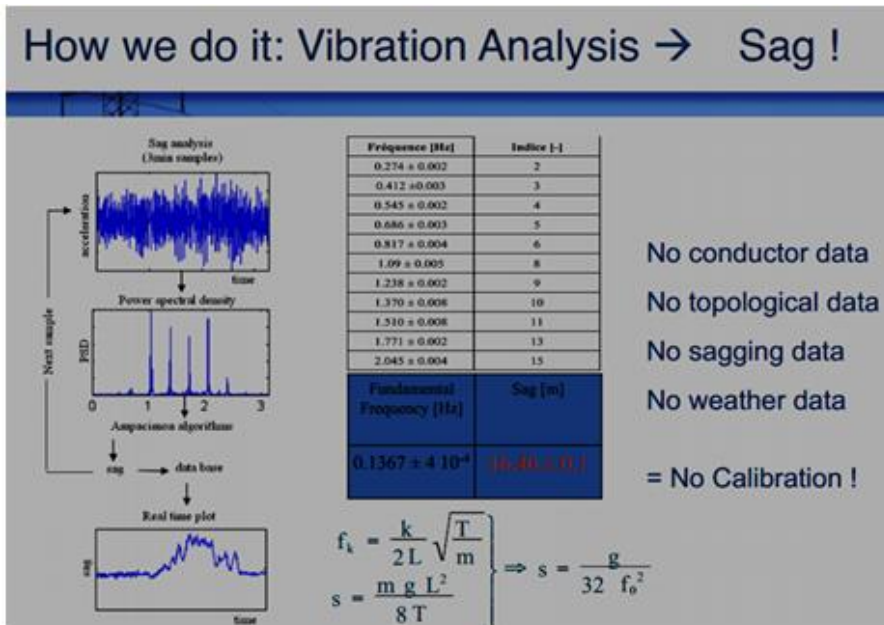 How we do it: Vibration Analysis → Sag !
Sag analysis
(3min samples)
acceleration
time
Power spectral density
PSD
0 1 2 3
Ampacimon algorithms
Next sample
sag
data base
Real time plot
sag
time
Fréquence [Hz] Indice [-]
0.274 ± 0.002 2
0.412 ±0.003 3
0.545 ± 0.002 4
0.686 ± 0.003 5
0.817 ± 0.004 6
1.09 ± 0.005 8
1.238 ± 0.002 9
1.370 ± 0.008 10
1.510 ± 0.008 11
1.771 ± 0.002 13
2.045 ± 0.004 15
Fundamental
Frequency [Hz]
Sag [m]
0.1367 ± 4 10⁻⁴
f_k = k / 2 L √(T / m)
s = m g L² / 8 T
⇒ s = g / 32 f₀²
No conductor data
No topological data
No sagging data
No weather data
= No Calibration !